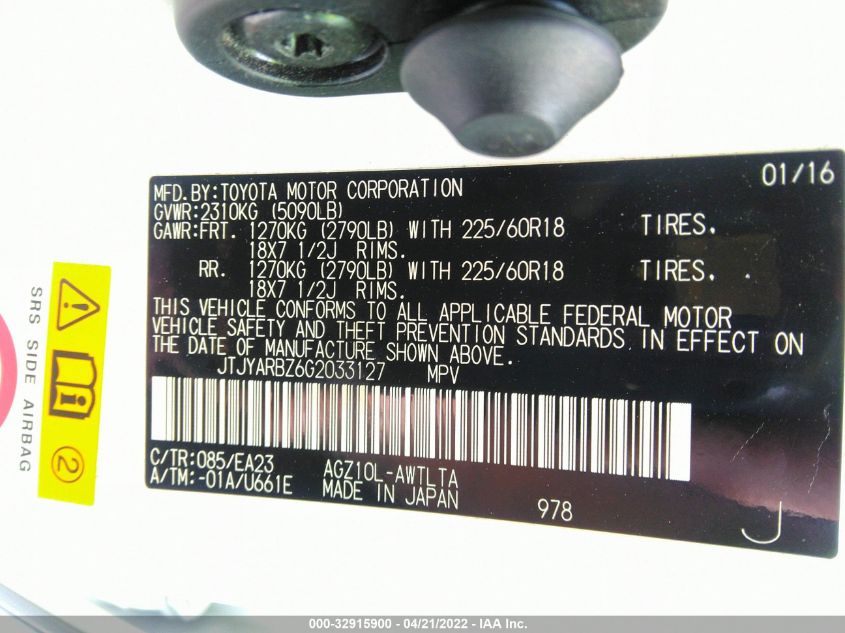 01/16
MFD.BY:TOYOTA MOTOR CORPORATION
GVWR:2310KG (5090LB)
GAWR:FRT. 1270KG (2790LB) WITH 225/60R18 TIRES.
18X7 1/2J RIMS.
RR. 1270KG (2790LB) WITH 225/60R18 TIRES.
18X7 1/2J RIMS.
THIS VEHICLE CONFORMS TO ALL APPLICABLE FEDERAL MOTOR
VEHICLE SAFETY AND THEFT PREVENTION STANDARDS IN EFFECT ON
THE DATE OF MANUFACTURE SHOWN ABOVE.
JTJYARBZ6G2033127 MPV
C/TR:085/EA23 AGZ10L-AWTLTA
A/TM:-01A/U661E MADE IN JAPAN 978
J
SRS SIDE AIRBAG
2
000-32915900 - 04/21/2022 - IAA Inc.